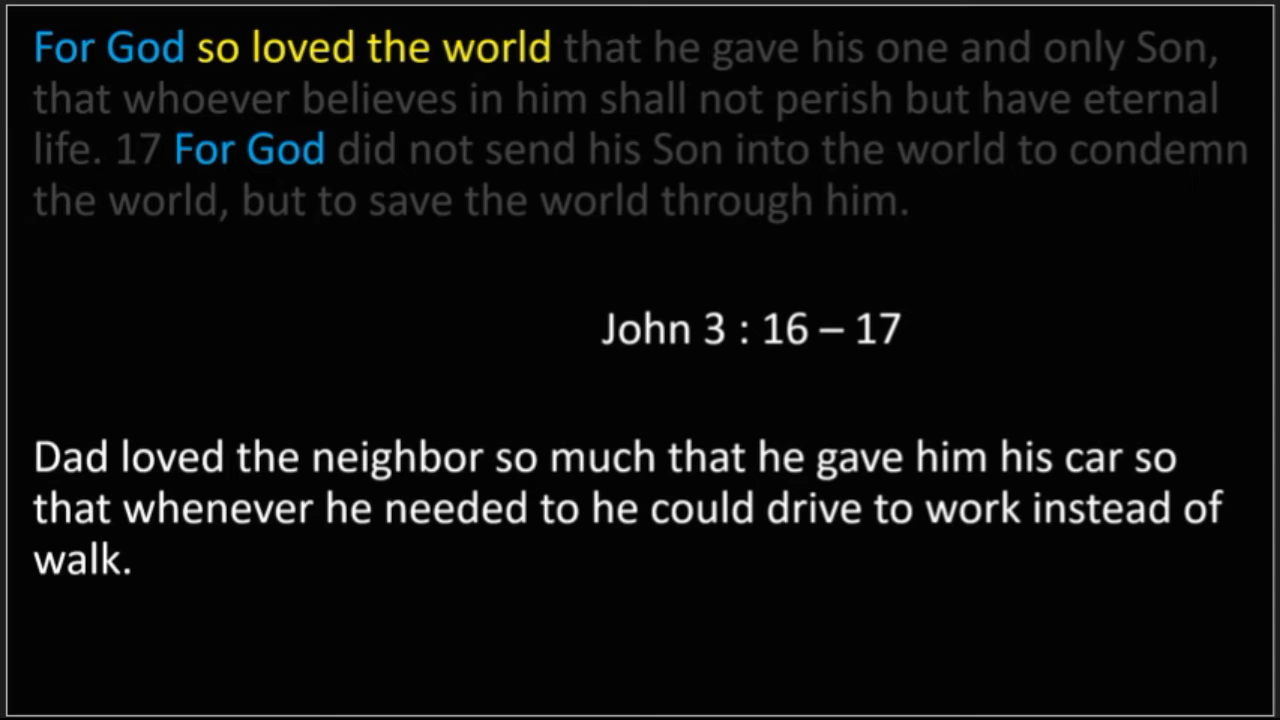 For God so loved the world that he gave his one and only Son,
that whoever believes in him shall not perish but have eternal
life. 17 For God did not send his Son into the world to condemn
the world, but to save the world through him.
John 3 : 16 – 17
Dad loved the neighbor so much that he gave him his car so
that whenever he needed to he could drive to work instead of
walk.